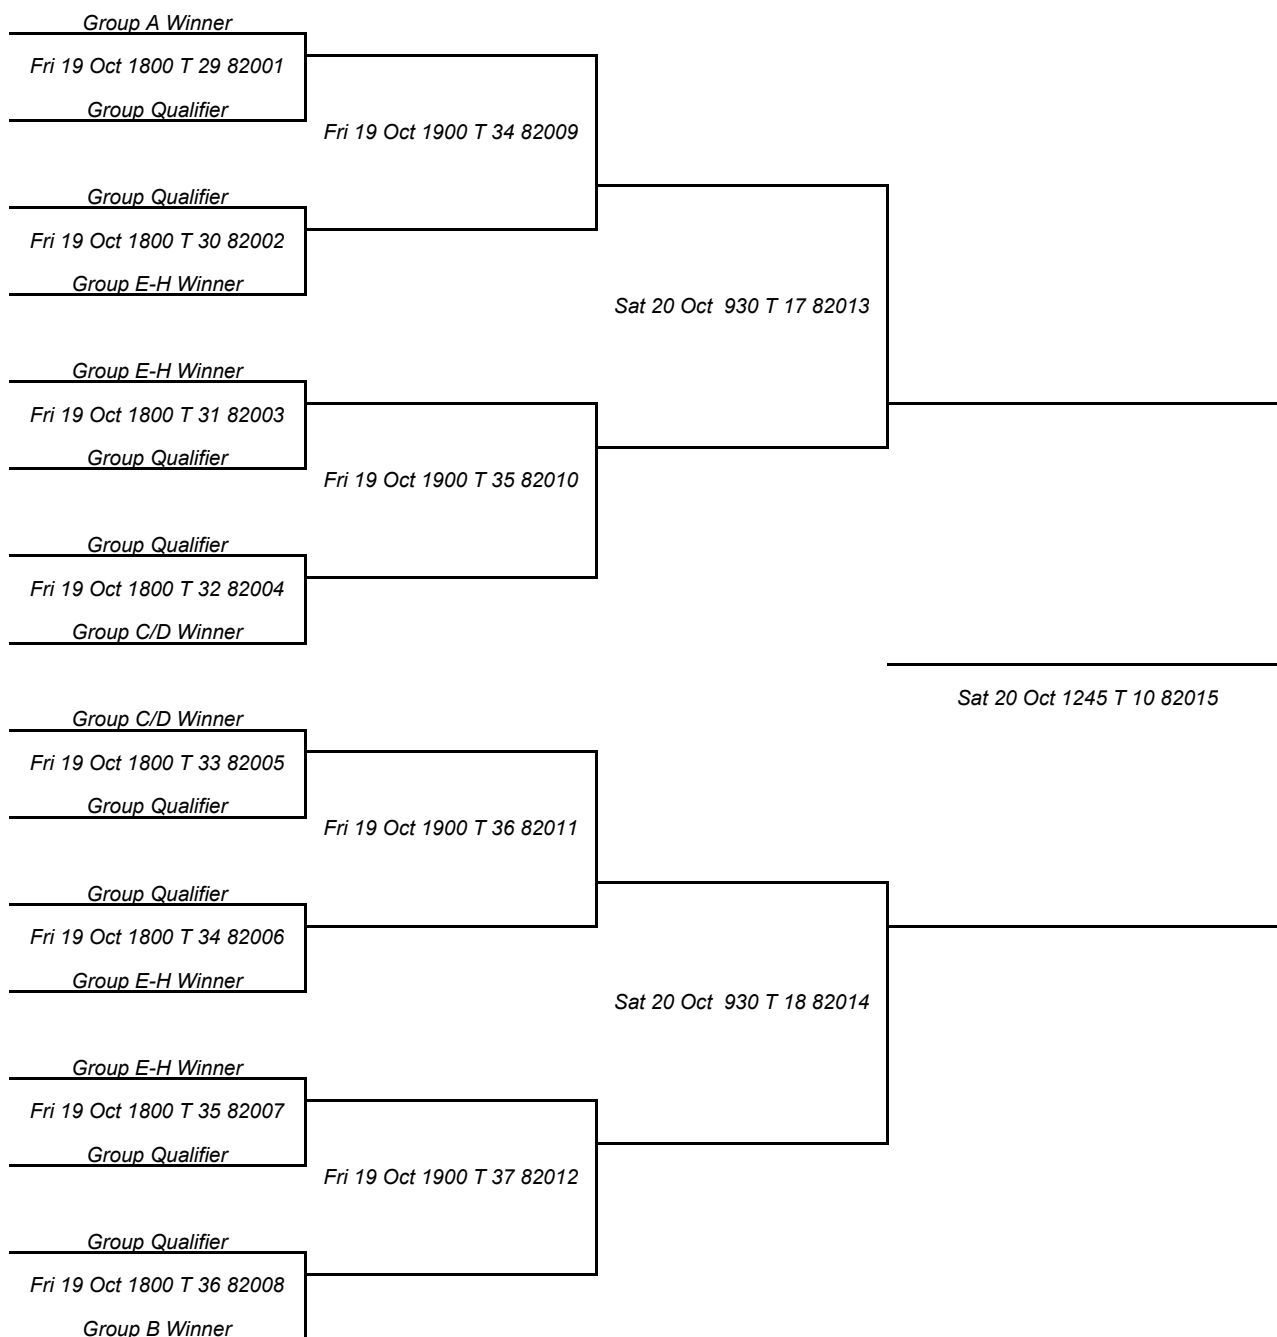 Group A Winner
Fri 19 Oct 1800 T 29 82001
Group Qualifier
Fri 19 Oct 1900 T 34 82009
Group Qualifier
Fri 19 Oct 1800 T 30 82002
Group E-H Winner
Sat 20 Oct  930 T 17 82013
Group E-H Winner
Fri 19 Oct 1800 T 31 82003
Group Qualifier
Fri 19 Oct 1900 T 35 82010
Group Qualifier
Fri 19 Oct 1800 T 32 82004
Group C/D Winner
Sat 20 Oct 1245 T 10 82015
Group C/D Winner
Fri 19 Oct 1800 T 33 82005
Group Qualifier
Fri 19 Oct 1900 T 36 82011
Group Qualifier
Fri 19 Oct 1800 T 34 82006
Group E-H Winner
Sat 20 Oct  930 T 18 82014
Group E-H Winner
Fri 19 Oct 1800 T 35 82007
Group Qualifier
Fri 19 Oct 1900 T 37 82012
Group Qualifier
Fri 19 Oct 1800 T 36 82008
Group B Winner